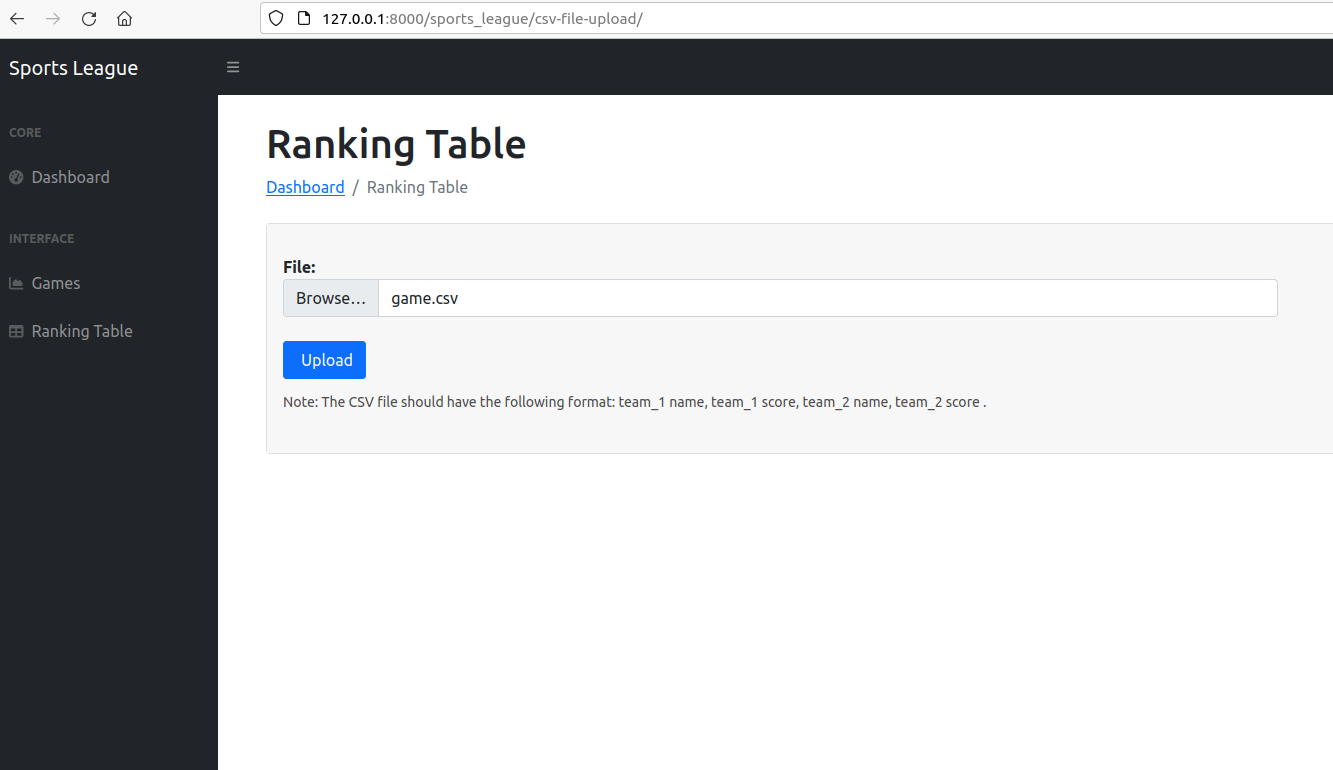 127.0.0.1:8000/sports_league/csv-file-upload/
Sports League
CORE
Dashboard
INTERFACE
Games
Ranking Table
Ranking Table
Dashboard / Ranking Table
File:
Browse... game.csv
Upload
Note: The CSV file should have the following format: team_1 name, team_1 score, team_2 name, team_2 score .